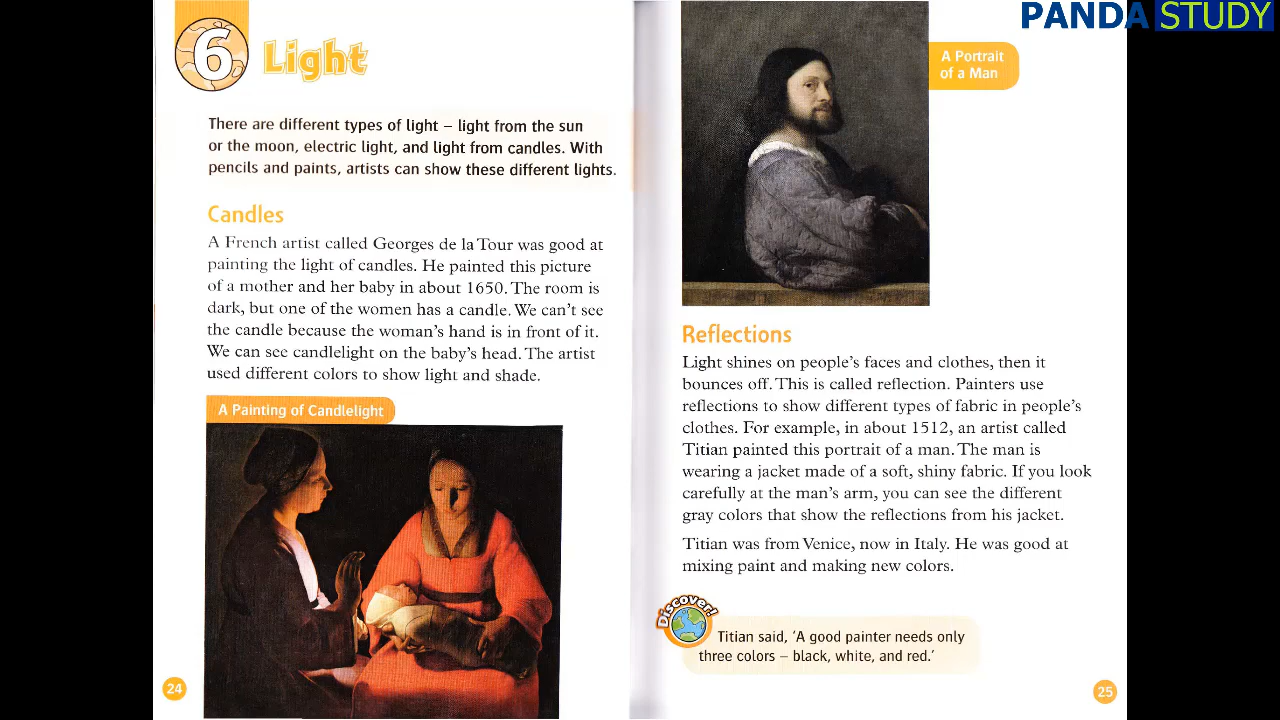 PANDA STUDY
6
Light
There are different types of light – light from the sun
or the moon, electric light, and light from candles. With
pencils and paints, artists can show these different lights.
Candles
A French artist called Georges de la Tour was good at
painting the light of candles. He painted this picture
of a mother and her baby in about 1650. The room is
dark, but one of the women has a candle. We can't see
the candle because the woman's hand is in front of it.
We can see candlelight on the baby's head. The artist
used different colors to show light and shade.
A Painting of Candlelight
24
A Portrait
of a Man
Reflections
Light shines on people's faces and clothes, then it
bounces off. This is called reflection. Painters use
reflections to show different types of fabric in people's
clothes. For example, in about 1512, an artist called
Titian painted this portrait of a man. The man is
wearing a jacket made of a soft, shiny fabric. If you look
carefully at the man's arm, you can see the different
gray colors that show the reflections from his jacket.
Titian was from Venice, now in Italy. He was good at
mixing paint and making new colors.
Discover!
Titian said, 'A good painter needs only
three colors – black, white, and red.'
25